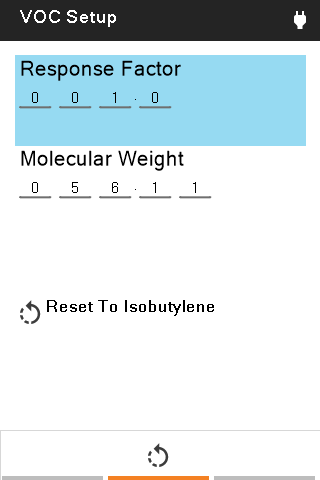 VOC Setup
Response Factor
0 0 1 . 0
Molecular Weight
0 5 6 . 1 1
Reset To Isobutylene